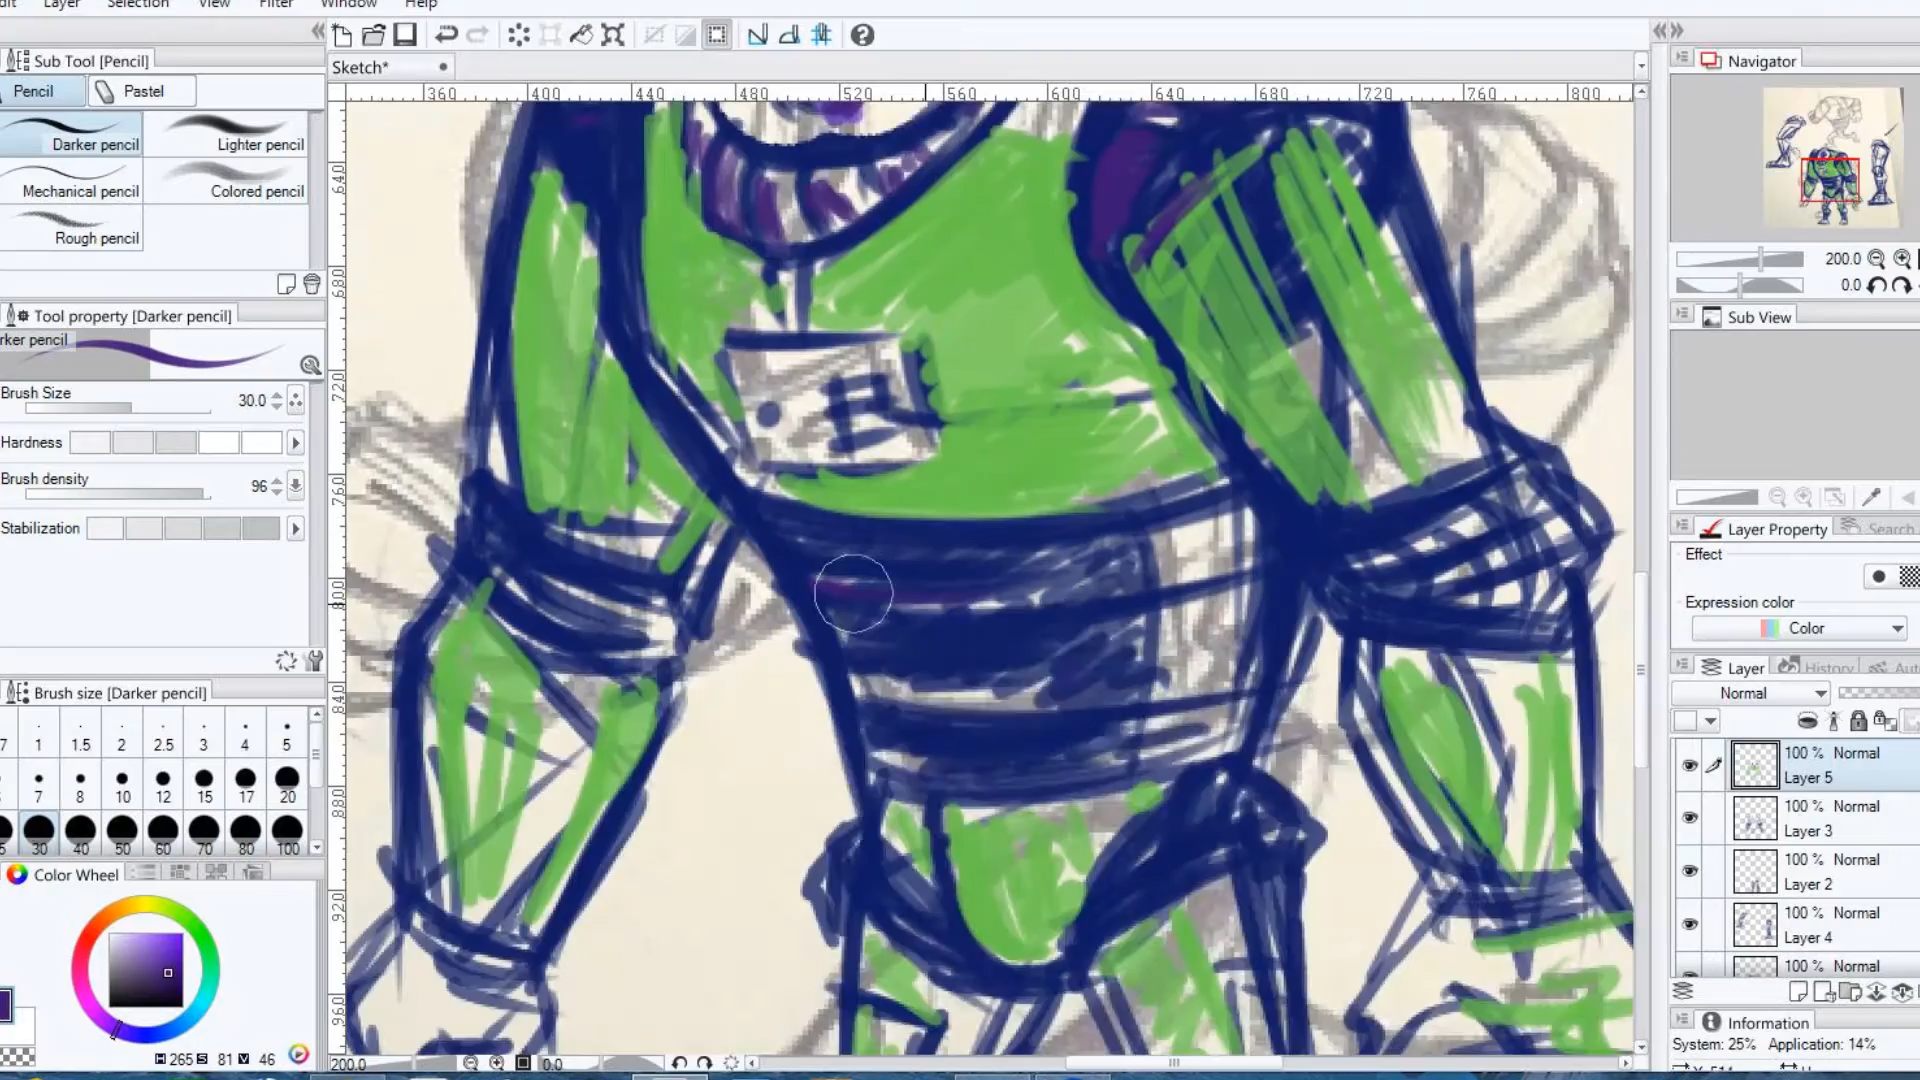 Layer Selection View Filter Window Help
Sub Tool [Pencil]
Pencil Pastel
Darker pencil Lighter pencil
Mechanical pencil Colored pencil
Rough pencil
Tool property [Darker pencil]
rker pencil
Brush Size 30.0
Hardness
Brush density 96
Stabilization
Brush size [Darker pencil]
7 1 1.5 2 2.5 3 4 5
7 8 10 12 15 17 20
30 40 50 60 70 80 100
Color Wheel
H 265 S 81 V 46
Sketch*
360 400 440 480 520 560 600 640 680 720 760 800
640
680
720
760
800
840
880
920
960
200.0 0.0
Navigator
200.0
0.0
Sub View
Layer Property Search
Effect
Expression color
Color
Layer History Aut
Normal
100 % Normal
Layer 5
100 % Normal
Layer 3
100 % Normal
Layer 2
100 % Normal
Layer 4
100 % Normal
Information
System: 25% Application: 14%